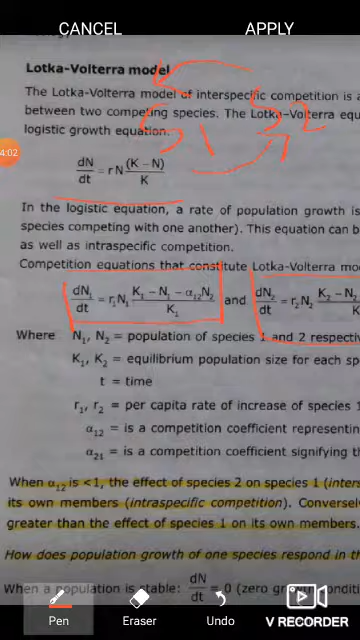 CANCEL APPLY
Lotka-Volterra model
The Lotka-Volterra model of interspecific competition is a
between two competing species. The Lotka-Volterra equ
logistic growth equation.
S1 S2
4:02
dN/dt = rN (K – N)/K
In the logistic equation, a rate of population growth is
species competing with one another). This equation can b
as well as intraspecific competition.
Competition equations that constitute Lotka-Volterra mo
dN₁/dt = r₁N₁ (K₁ – N₁ – α₁₂N₂)/K₁ and dN₂/dt = r₂N₂ (K₂ – N₂
Where N₁, N₂ = population of species 1 and 2 respectiv
K₁, K₂ = equilibrium population size for each sp
t = time
r₁, r₂ = per capita rate of increase of species 1
α₁₂ = is a competition coefficient representin
α₂₁ = is a competition coefficient signifying th
When α₁₂ is <1, the effect of species 2 on species 1 (inters
its own members (intraspecific competition). Conversel
greater than the effect of species 1 on its own members.
How does population growth of one species respond in th
When a population is stable: dN/dt = 0 (zero growth condit
Pen Eraser Undo V RECORDER